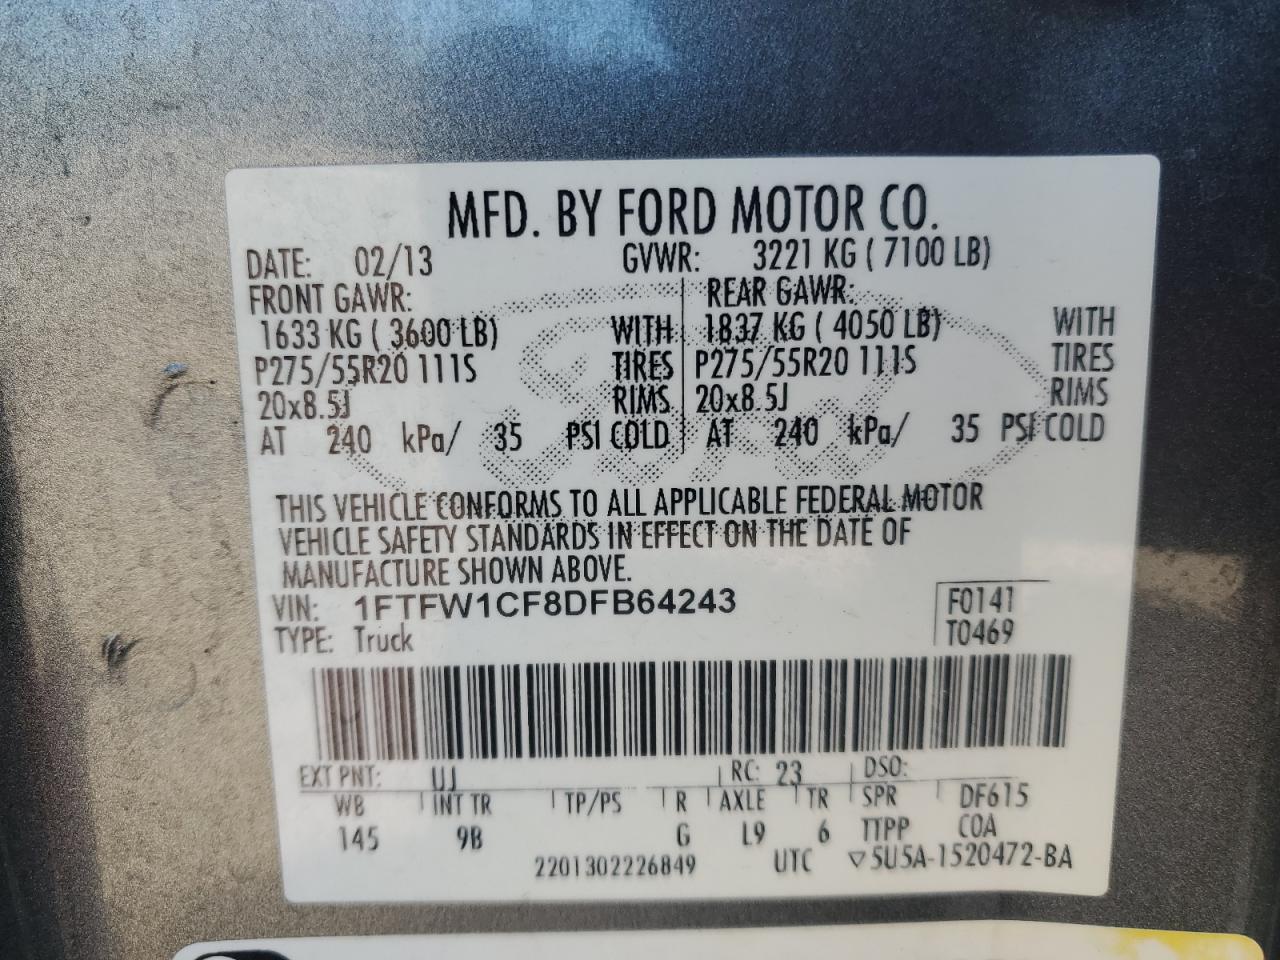 MFD. BY FORD MOTOR CO.
DATE: 02/13 GVWR: 3221 KG ( 7100 LB)
FRONT GAWR: REAR GAWR:
1633 KG ( 3600 LB) WITH 1837 KG ( 4050 LB) WITH
P275/55R20 111S TIRES P275/55R20 111S TIRES
20x8.5J RIMS 20x8.5J RIMS
AT 240 kPa/ 35 PSI COLD AT 240 kPa/ 35 PSI COLD
THIS VEHICLE CONFORMS TO ALL APPLICABLE FEDERAL MOTOR
VEHICLE SAFETY STANDARDS IN EFFECT ON THE DATE OF
MANUFACTURE SHOWN ABOVE.
VIN: 1FTFW1CF8DFB64243 F0141
TYPE: Truck T0469
EXT PNT: UJ RC: 23 DSO:
WB INT TR TP/PS R AXLE TR SPR DF615
145 9B G L9 6 TTPP COA
2201302226849 UTC ▽5U5A-1520472-BA